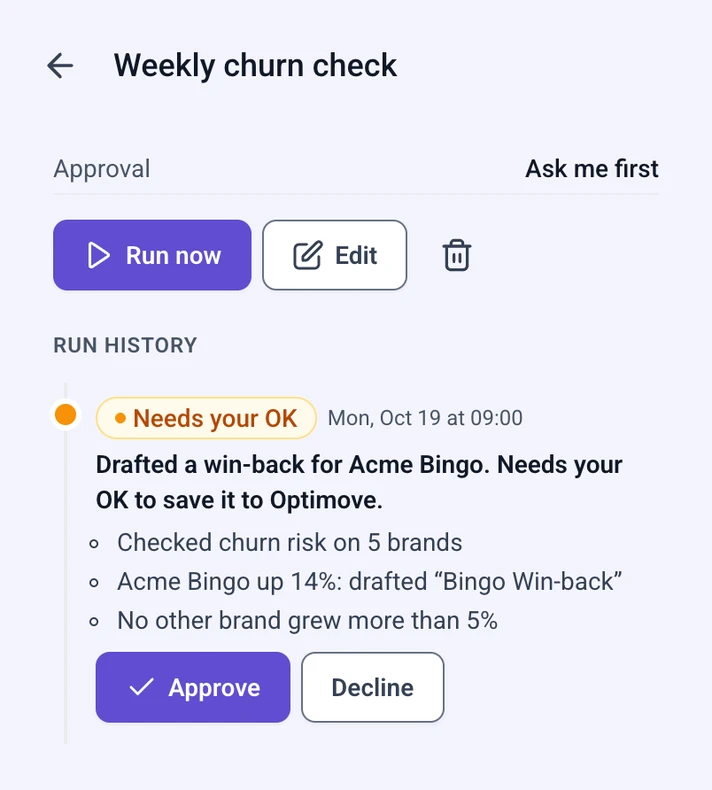 Weekly churn check
Approval
Ask me first
Run now
Edit
RUN HISTORY
Needs your OK
Mon, Oct 19 at 09:00
Drafted a win-back for Acme Bingo. Needs your
OK to save it to Optimove.
Checked churn risk on 5 brands
Acme Bingo up 14%: drafted “Bingo Win-back”
No other brand grew more than 5%
Approve
Decline